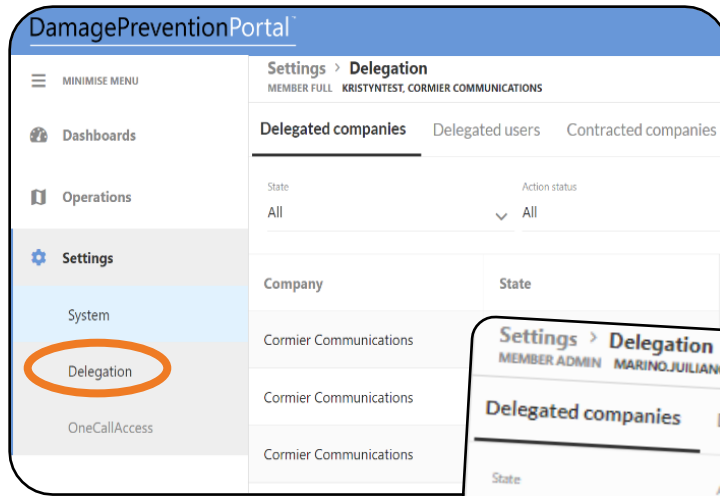 DamagePreventionPortal
MINIMISE MENU
Dashboards
Operations
Settings
System
Delegation
OneCallAccess
Settings > Delegation
MEMBER FULL KRISTYNTEST, CORMIER COMMUNICATIONS
Delegated companies Delegated users Contracted companies
State Action status
All All
Company State
Cormier Communications
Cormier Communications
Cormier Communications
Settings > Delegation
MEMBER ADMIN
Delegated companies
State